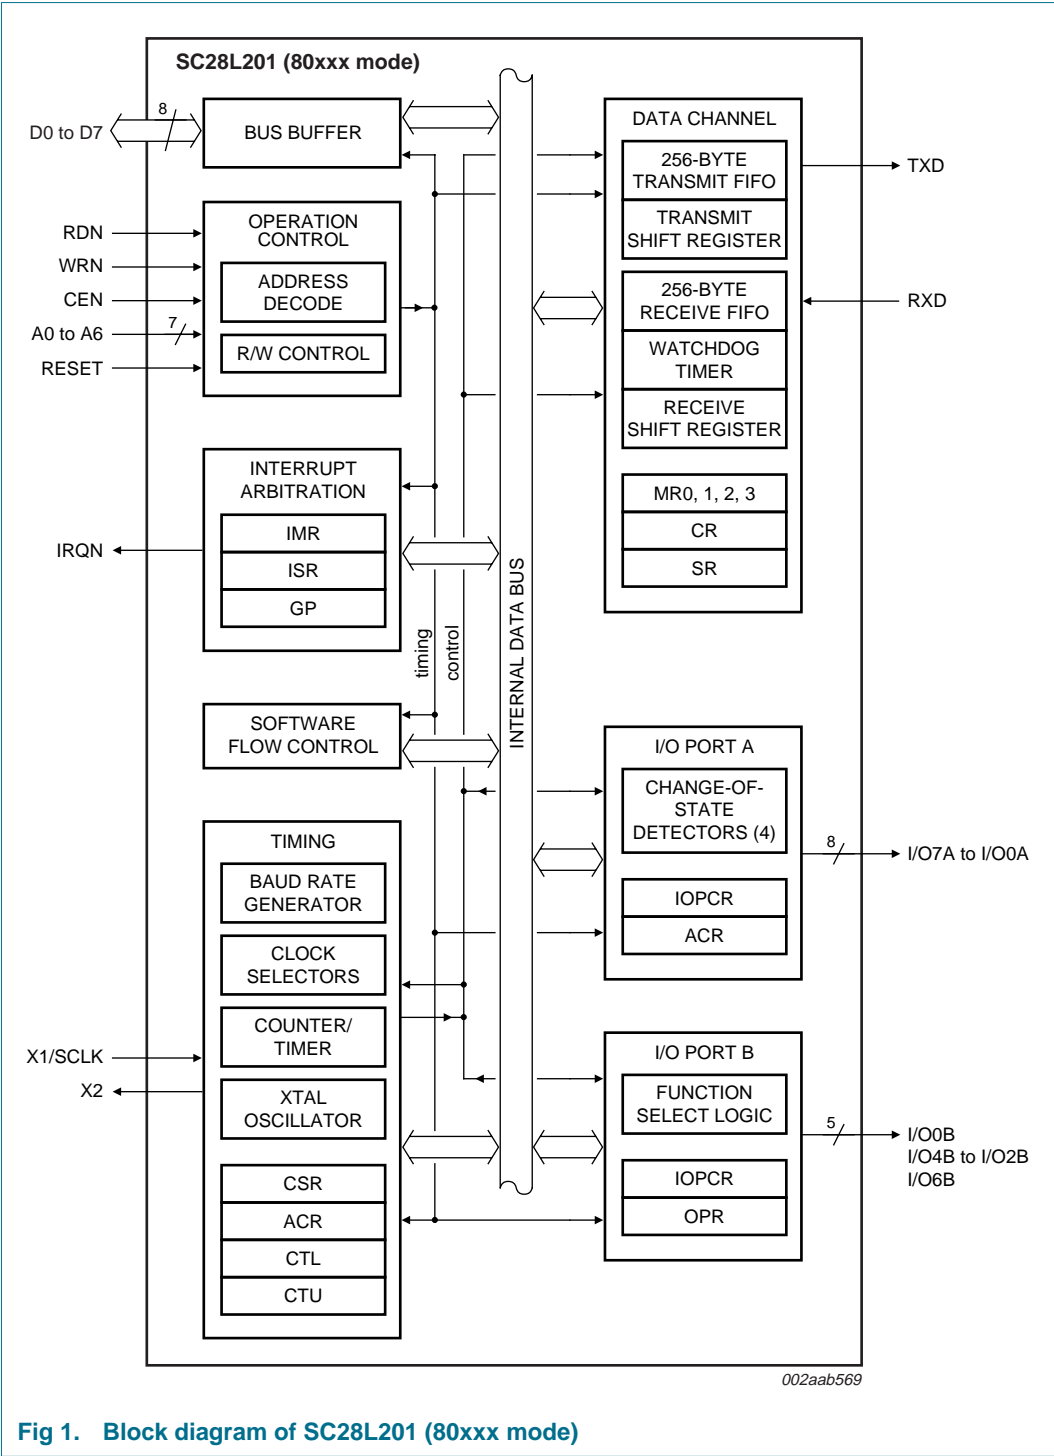 SC28L201 (80xxx mode)
D0 to D7
8
BUS BUFFER
RDN
WRN
CEN
A0 to A6
7
RESET
OPERATION
CONTROL
ADDRESS
DECODE
R/W CONTROL
IRQN
INTERRUPT
ARBITRATION
IMR
ISR
GP
SOFTWARE
FLOW CONTROL
X1/SCLK
X2
TIMING
BAUD RATE
GENERATOR
CLOCK
SELECTORS
COUNTER/
TIMER
XTAL
OSCILLATOR
CSR
ACR
CTL
CTU
timing
control
INTERNAL DATA BUS
DATA CHANNEL
256-BYTE
TRANSMIT FIFO
TRANSMIT
SHIFT REGISTER
256-BYTE
RECEIVE FIFO
WATCHDOG
TIMER
RECEIVE
SHIFT REGISTER
MR0, 1, 2, 3
CR
SR
TXD
RXD
I/O PORT A
CHANGE-OF-
STATE
DETECTORS (4)
IOPCR
ACR
8
I/O7A to I/O0A
I/O PORT B
FUNCTION
SELECT LOGIC
IOPCR
OPR
5
I/O0B
I/O4B to I/O2B
I/O6B
002aab569
Fig 1. Block diagram of SC28L201 (80xxx mode)